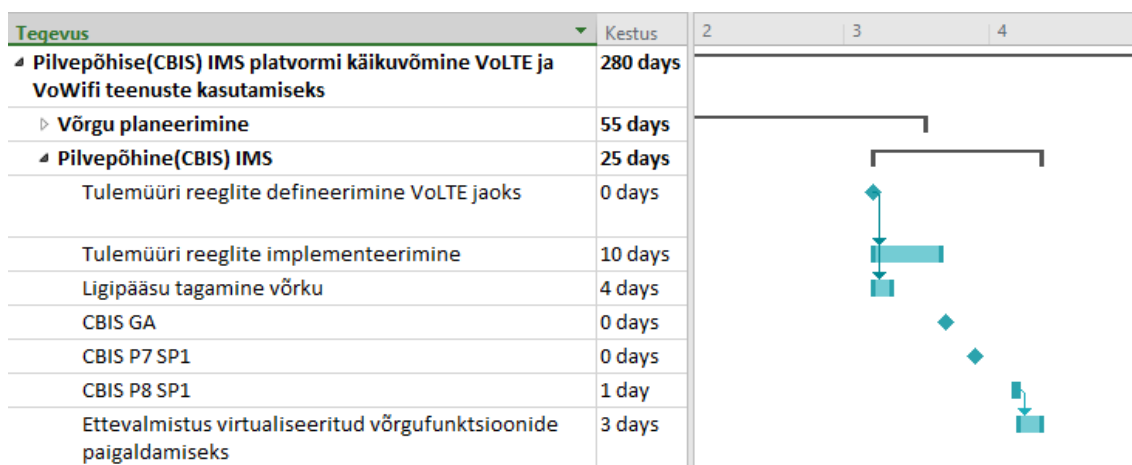 Tegevus Kestus 2 3 4
Pilvepõhise(CBIS) IMS platvormi käikuvõmine VoLTE ja 280 days
VoWifi teenuste kasutamiseks
Võrgu planeerimine 55 days
Pilvepõhine(CBIS) IMS 25 days
Tulemüüri reeglite defineerimine VoLTE jaoks 0 days
Tulemüüri reeglite implementeerimine 10 days
Ligipääsu tagamine võrku 4 days
CBIS GA 0 days
CBIS P7 SP1 0 days
CBIS P8 SP1 1 day
Ettevalmistus virtualiseeritud võrgufunktsioonide 3 days
paigaldamiseks